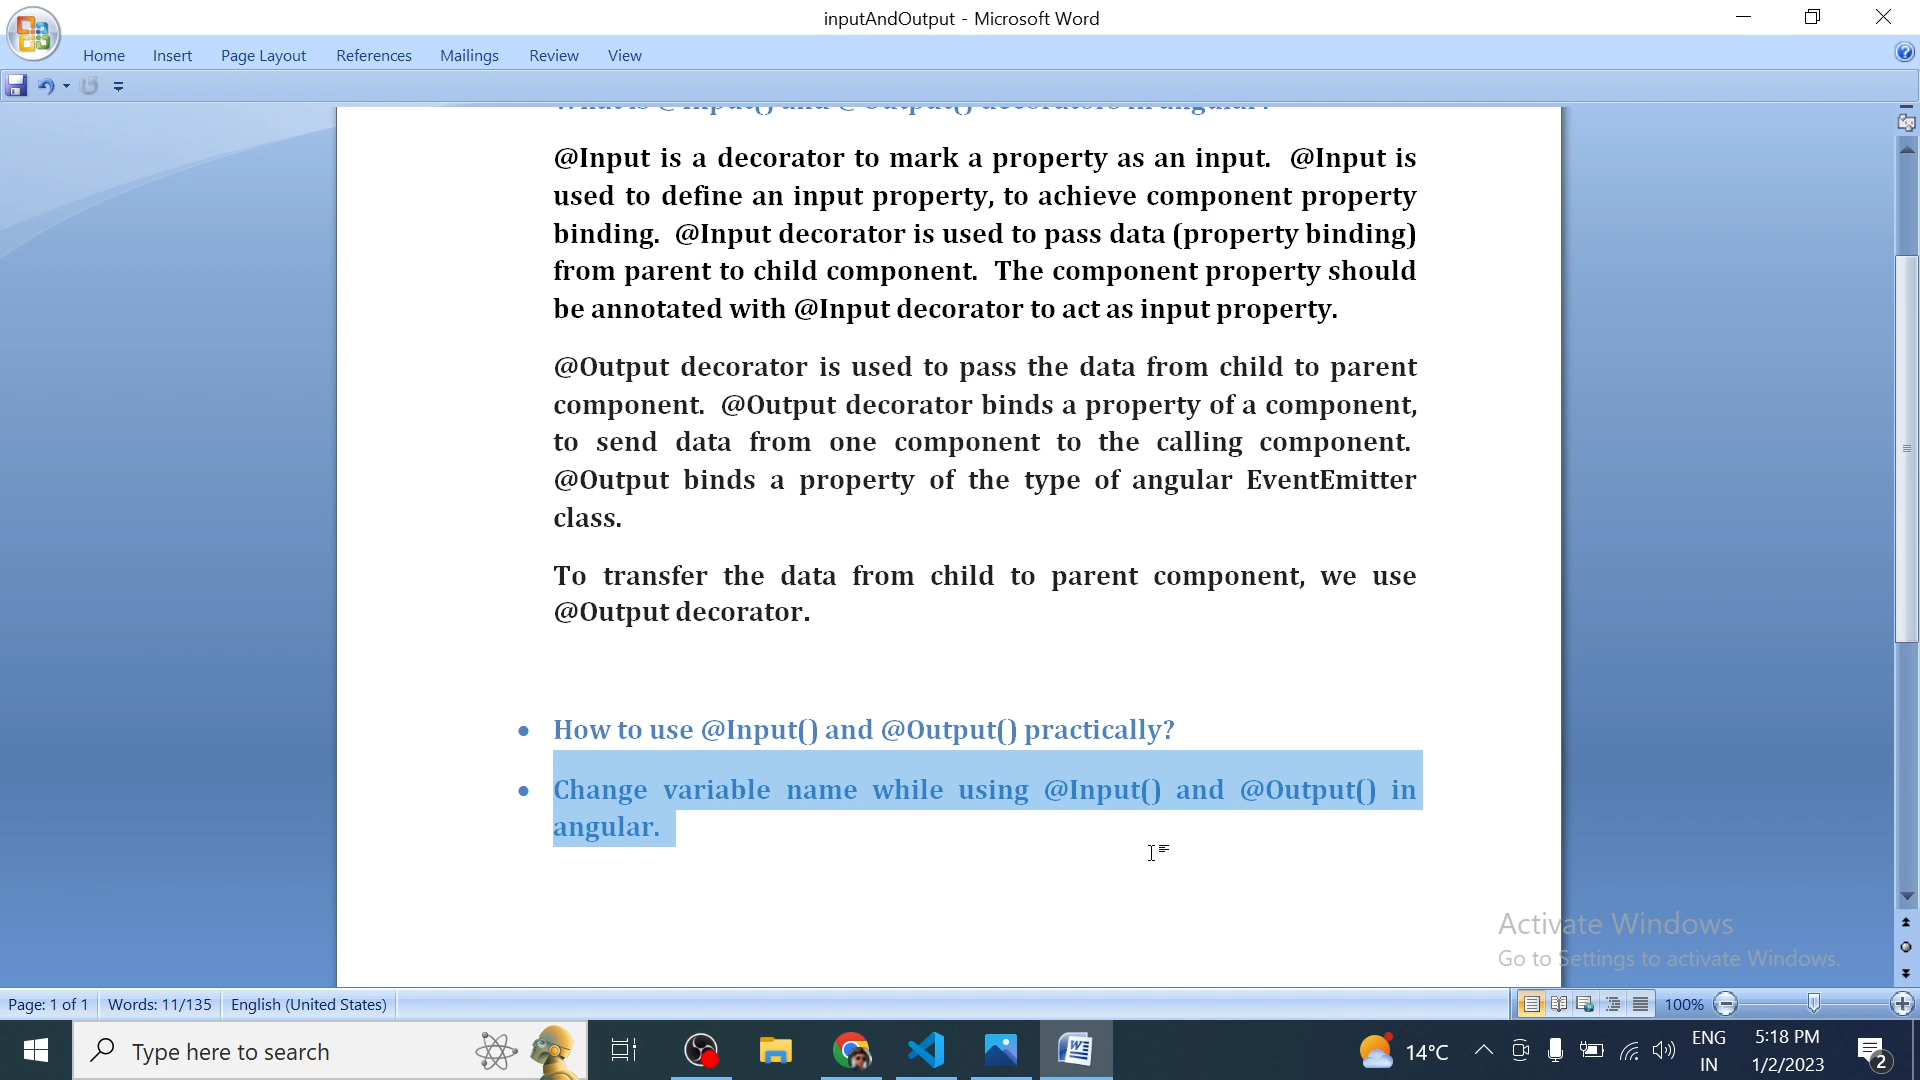 inputAndOutput - Microsoft Word
Home Insert Page Layout References Mailings Review View
What is @Input() and @Output() decorators in angular?
@Input is a decorator to mark a property as an input. @Input is
used to define an input property, to achieve component property
binding. @Input decorator is used to pass data (property binding)
from parent to child component. The component property should
be annotated with @Input decorator to act as input property.
@Output decorator is used to pass the data from child to parent
component. @Output decorator binds a property of a component,
to send data from one component to the calling component.
@Output binds a property of the type of angular EventEmitter
class.
To transfer the data from child to parent component, we use
@Output decorator.
• How to use @Input() and @Output() practically?
• Change variable name while using @Input() and @Output() in
angular.
Activate Windows
Go to Settings to activate Windows.
Page: 1 of 1 Words: 11/135 English (United States) 100%
Type here to search 14°C ENG 5:18 PM
IN 1/2/2023 2